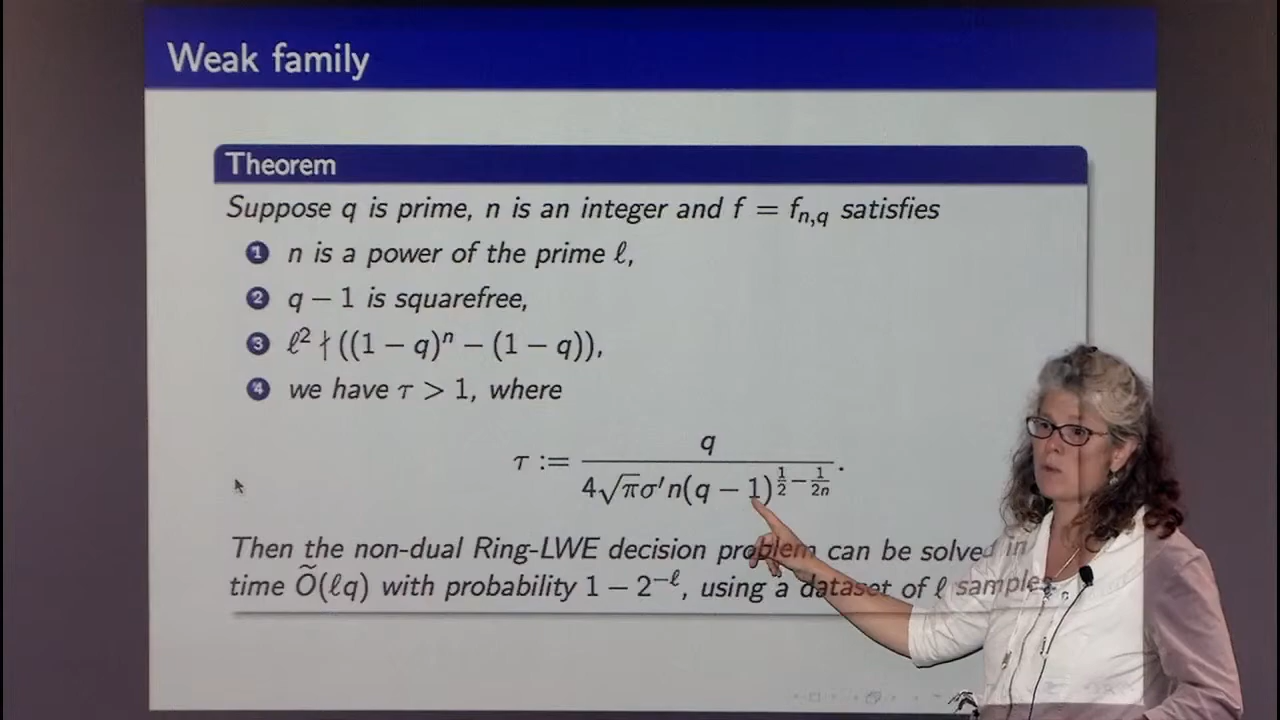 Weak family
Theorem
Suppose q is prime, n is an integer and f = f_{n,q} satisfies
1 n is a power of the prime ℓ,
2 q − 1 is squarefree,
3 ℓ² ∤ ((1 − q)ⁿ − (1 − q)),
4 we have τ > 1, where
τ := q / (4√π σ′n(q − 1)^{1/2 − 1/(2n)}).
Then the non-dual Ring-LWE decision problem can be solved in
time Õ(ℓq) with probability 1 − 2^{−ℓ}, using a dataset of ℓ samples.